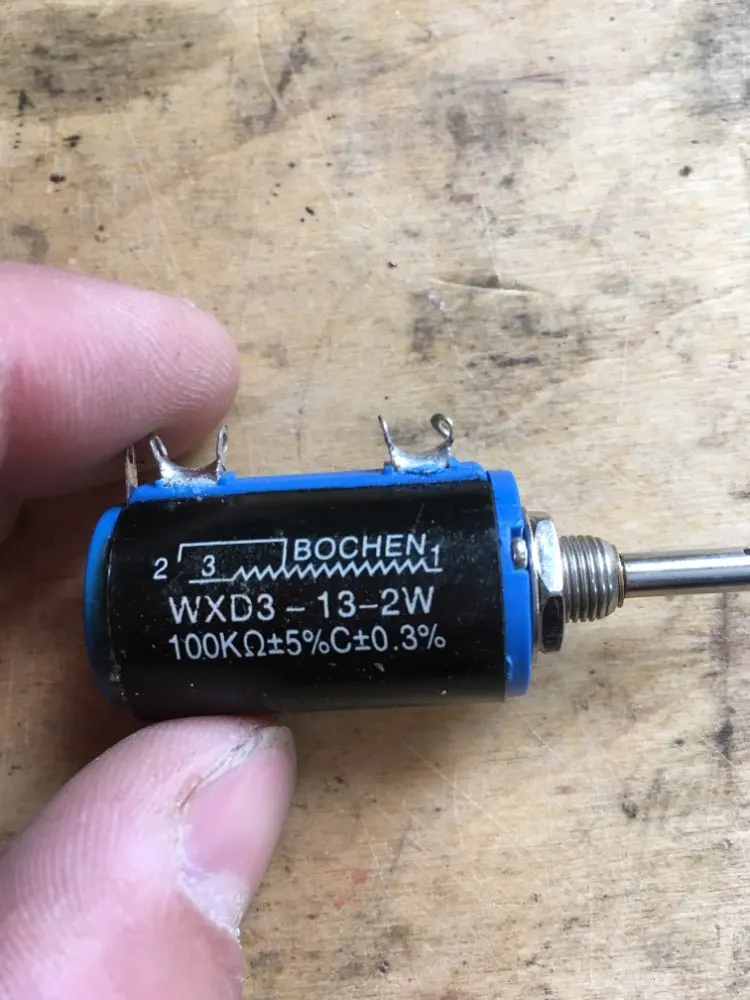 BOCHEN
2 3 1
WXD3-13-2W
100KΩ±5%C±0.3%